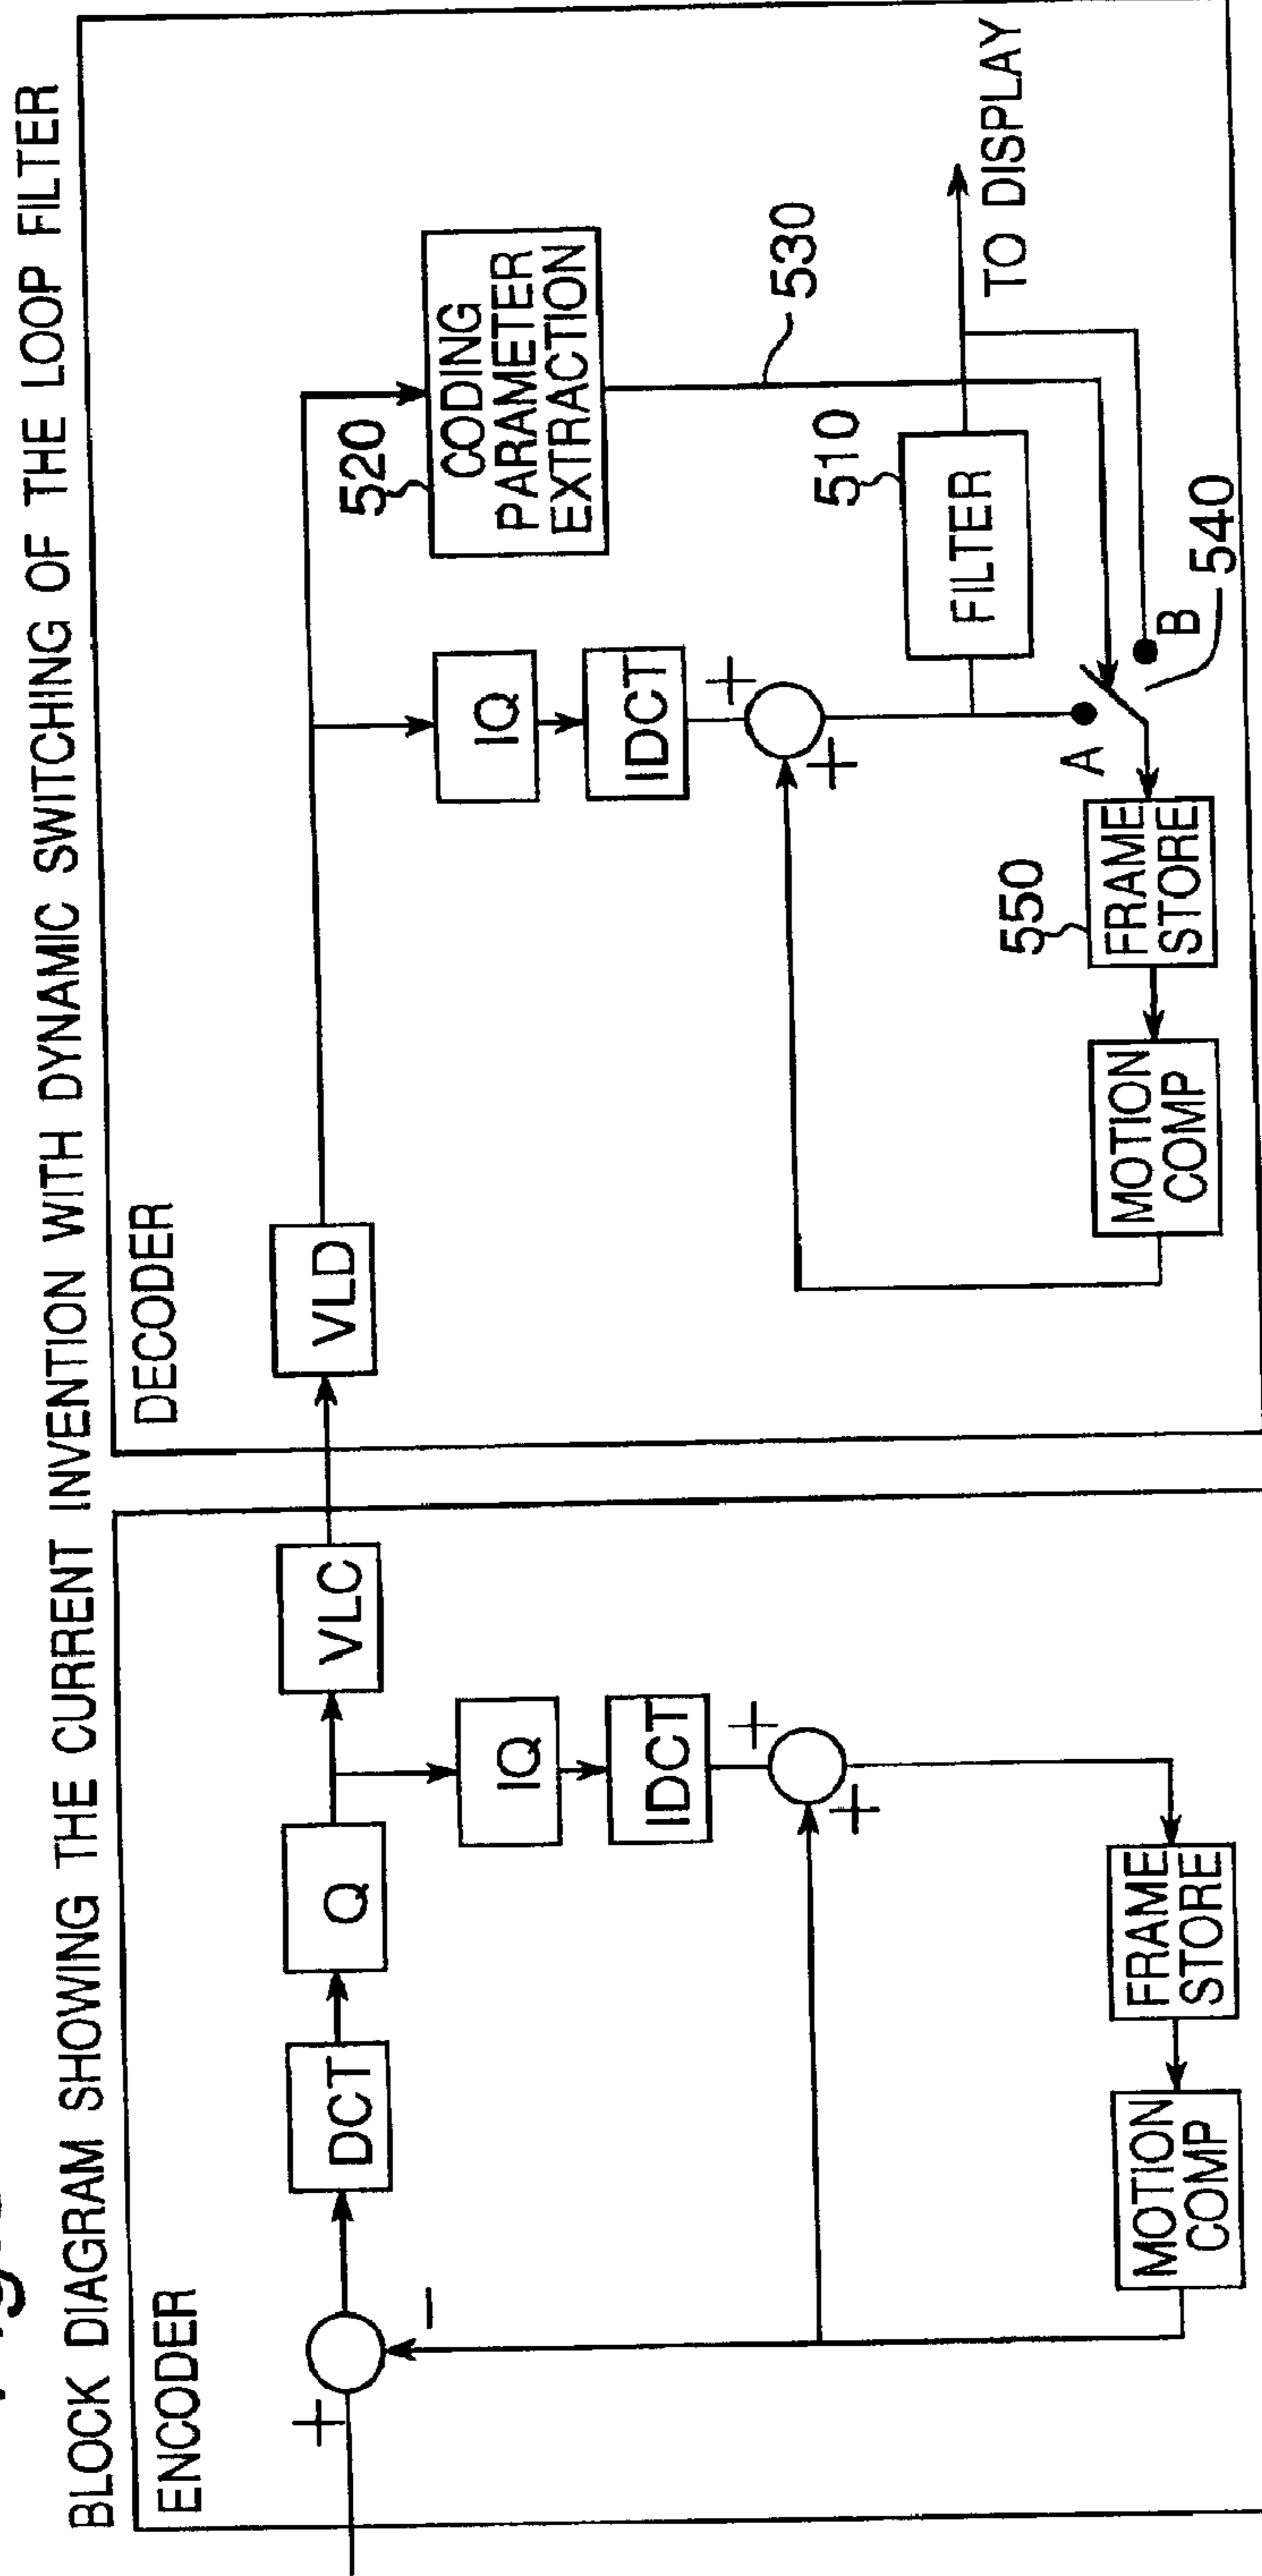 BLOCK DIAGRAM SHOWING THE CURRENT INVENTION WITH DYNAMIC SWITCHING OF THE LOOP FILTER
ENCODER
+
−
DCT
Q
VLC
IQ
IDCT
+
+
FRAME
STORE
MOTION
COMP
DECODER
VLD
IQ
IDCT
+
+
520
CODING
PARAMETER
EXTRACTION
530
510
FILTER
TO DISPLAY
A
B
540
550
FRAME
STORE
MOTION
COMP